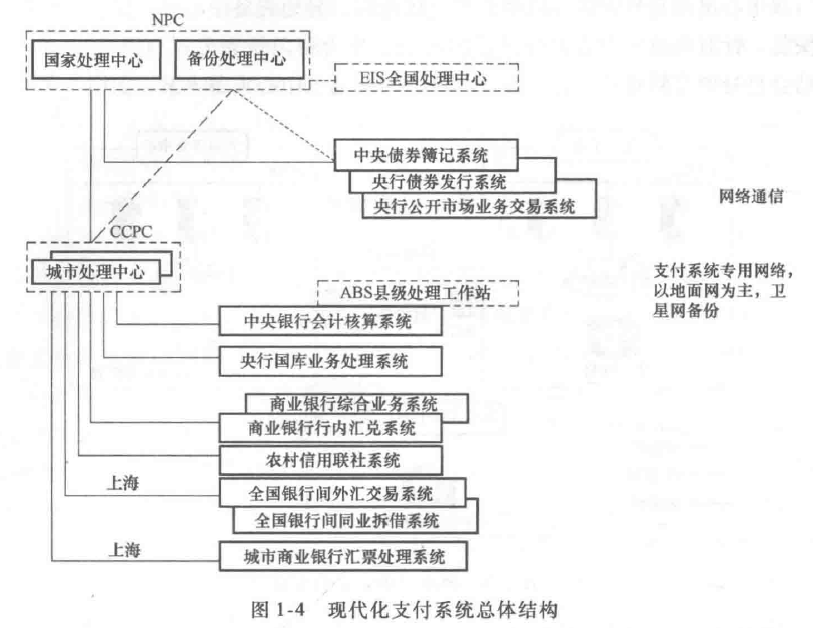 NPC
国家处理中心
备份处理中心
EIS全国处理中心
中央债券簿记系统
央行债券发行系统
央行公开市场业务交易系统
网络通信
CCPC
城市处理中心
支付系统专用网络,
以地面网为主，卫
星网备份
ABS县级处理工作站
中央银行会计核算系统
央行国库业务处理系统
商业银行综合业务系统
商业银行行内汇兑系统
农村信用联社系统
上海
全国银行间外汇交易系统
全国银行间同业拆借系统
上海
城市商业银行汇票处理系统
图 1-4 现代化支付系统总体结构